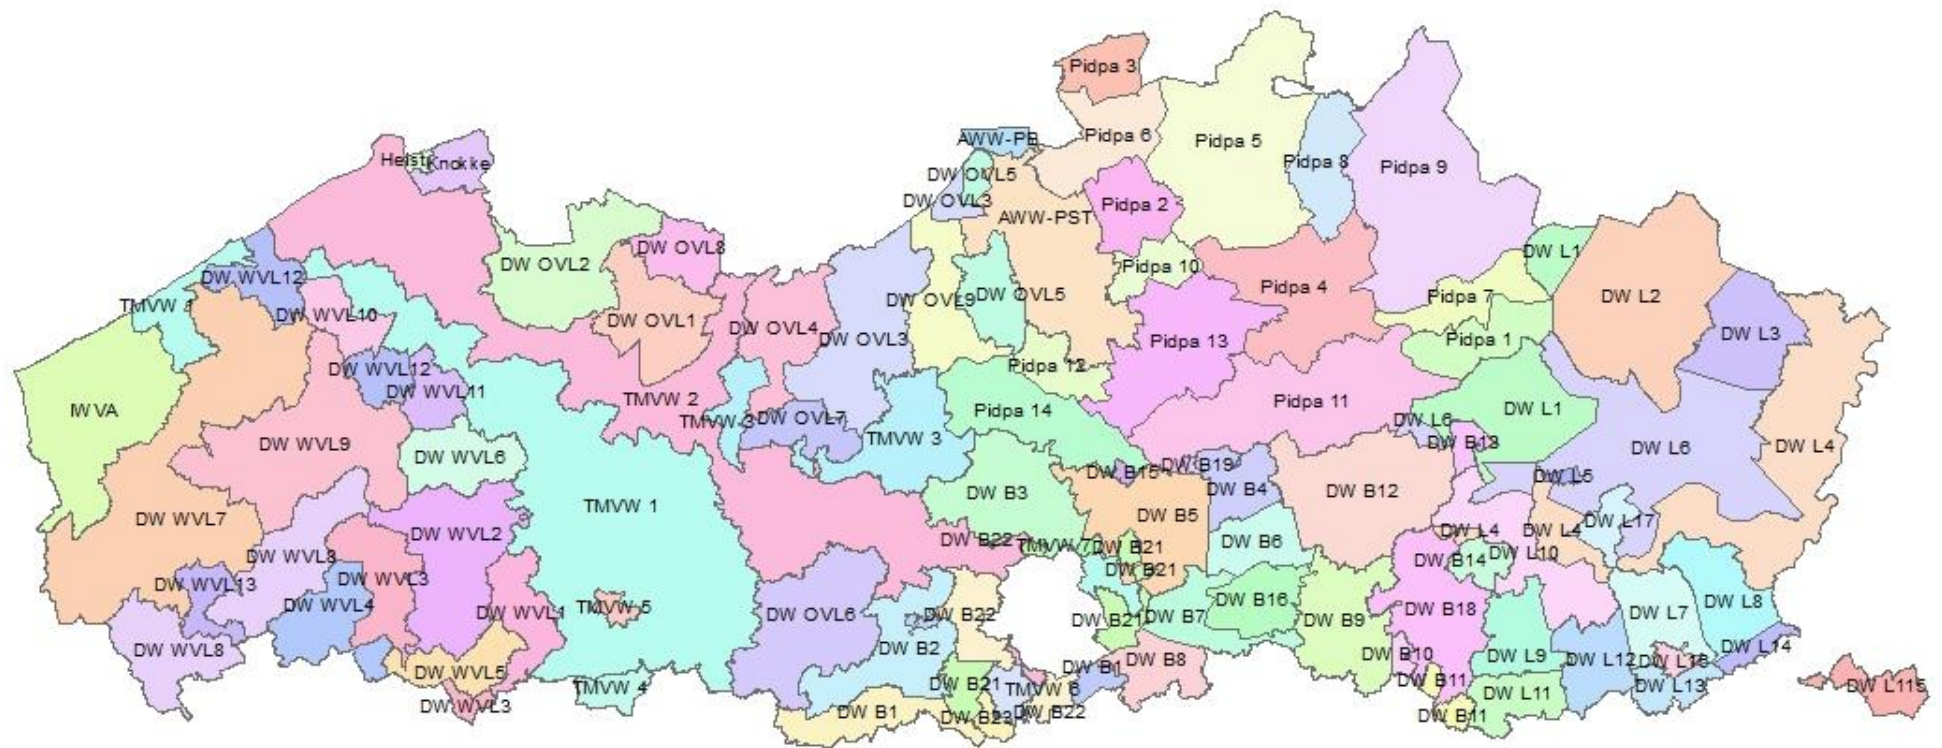 Pidpa 3
Pidpa 6
AWW-PB
Pidpa 5
Pidpa 8
Pidpa 9
Heist
Knokke
DW OVL5
DW OVL3
Pidpa 2
AWW-PST
DW OVL8
DW L1
DW OVL2
Pidpa 10
DW WVL12
Pidpa 4
DW L2
Pidpa 7
DW OVL9
DW OVL5
TMVW 1
DW WVL10
DW OVL1
DW OVL4
DW OVL3
Pidpa 13
Pidpa 1
DW L3
Pidpa 12
DW WVL12
DW WVL11
TMVW 2
Pidpa 11
DW L1
IWVA
Pidpa 14
TMVW 3
DW OVL7
TMVW 3
DW L6
DW B13
DW WVL9
DW L6
DW L4
DW WVL6
DW B15
DW B19
DW L5
DW B3
DW B4
DW B12
TMVW 1
DW WVL7
DW B5
DW L17
DW WVL2
DW L4
DW L4
DW B22
TMVW 7
DW B21
DW B6
DW L10
DW WVL8
DW B14
DW B21
DW WVL13
DW WVL3
DW WVL4
DW WVL1
TMVW 5
DW OVL6
DW B22
DW B21
DW B7
DW B16
DW B9
DW B18
DW L7
DW L8
DW WVL8
DW B2
DW L14
DW B10
DW L9
DW L12
DW L16
DW B8
DW B1
DW WVL5
DW B21
TMVW 6
DW B11
DW L13
DW L115
TMVW 4
DW L11
DW WVL3
DW B1
DW B23
DW B22
DW B11